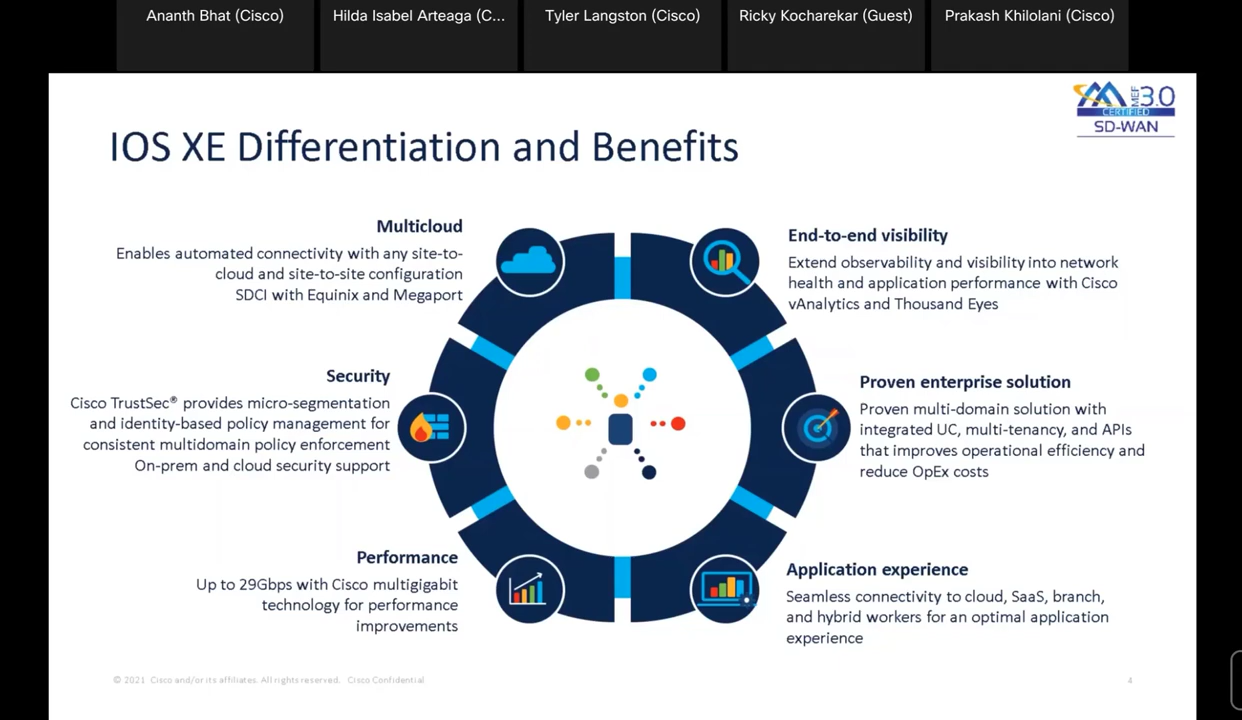 Ananth Bhat (Cisco)
Hilda Isabel Arteaga (C...
Tyler Langston (Cisco)
Ricky Kocharekar (Guest)
Prakash Khilolani (Cisco)
MEF 3.0
CERTIFIED
SD-WAN
IOS XE Differentiation and Benefits
Multicloud
Enables automated connectivity with any site-to-
cloud and site-to-site configuration
SDCI with Equinix and Megaport
Security
Cisco TrustSec® provides micro-segmentation
and identity-based policy management for
consistent multidomain policy enforcement
On-prem and cloud security support
Performance
Up to 29Gbps with Cisco multigigabit
technology for performance
improvements
End-to-end visibility
Extend observability and visibility into network
health and application performance with Cisco
vAnalytics and Thousand Eyes
Proven enterprise solution
Proven multi-domain solution with
integrated UC, multi-tenancy, and APIs
that improves operational efficiency and
reduce OpEx costs
Application experience
Seamless connectivity to cloud, SaaS, branch,
and hybrid workers for an optimal application
experience
© 2021 Cisco and/or its affiliates. All rights reserved. Cisco Confidential
4